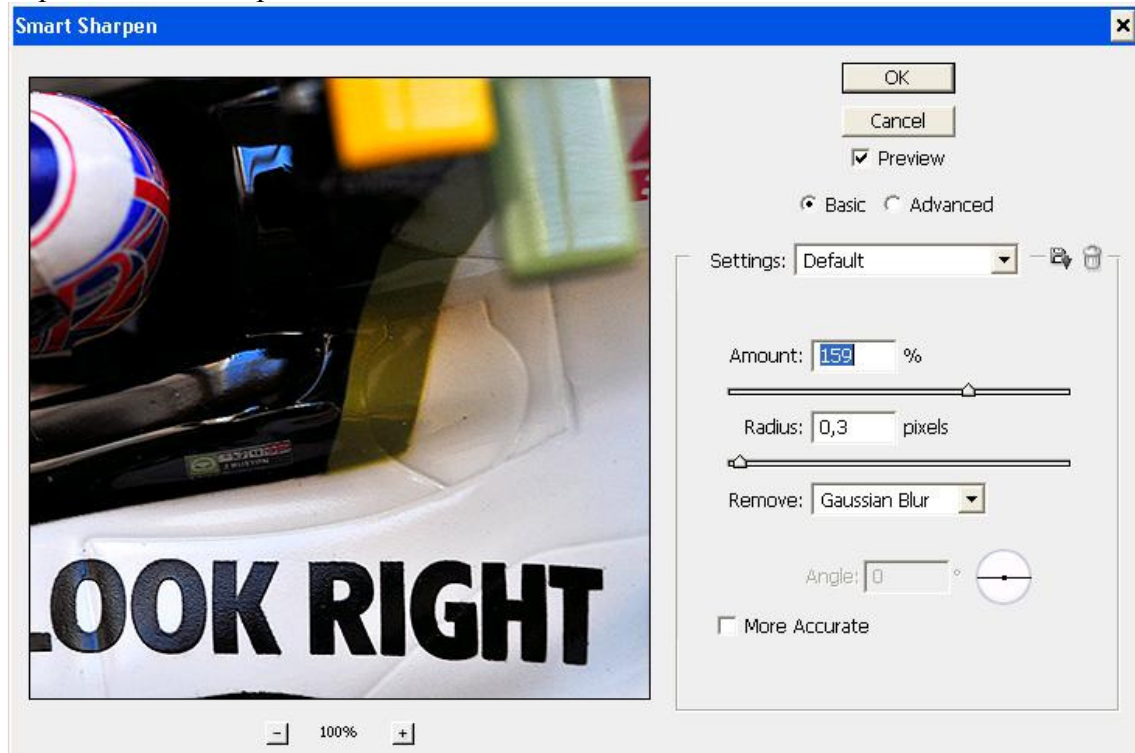 Smart Sharpen
OK
Cancel
Preview
Basic Advanced
Settings: Default
Amount: 159 %
Radius: 0,3 pixels
Remove: Gaussian Blur
Angle: 0 °
More Accurate
LOOK RIGHT
- 100% +